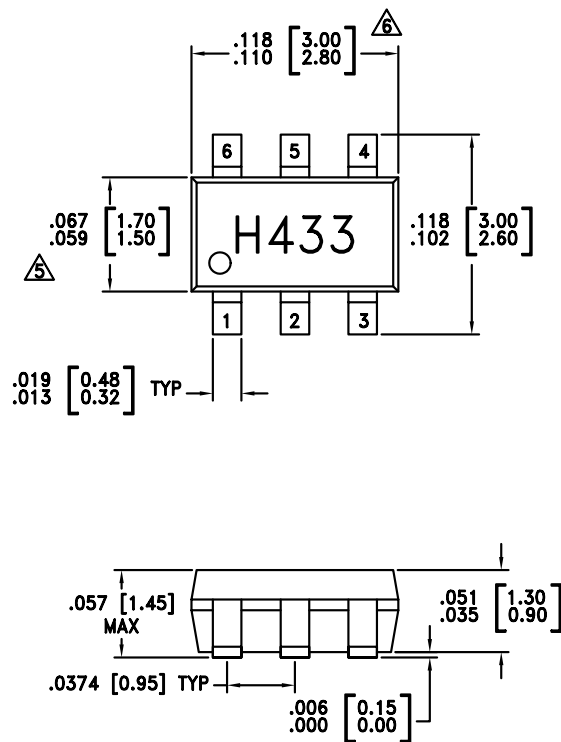 6
.118 [3.00]
.110 [2.80]
6 5 4
.067 [1.70]
.059 [1.50]
H433
.118 [3.00]
.102 [2.60]
5
1 2 3
.019 [0.48] TYP
.013 [0.32]
.057 [1.45]
MAX
.051 [1.30]
.035 [0.90]
.0374 [0.95] TYP
.006 [0.15]
.000 [0.00]